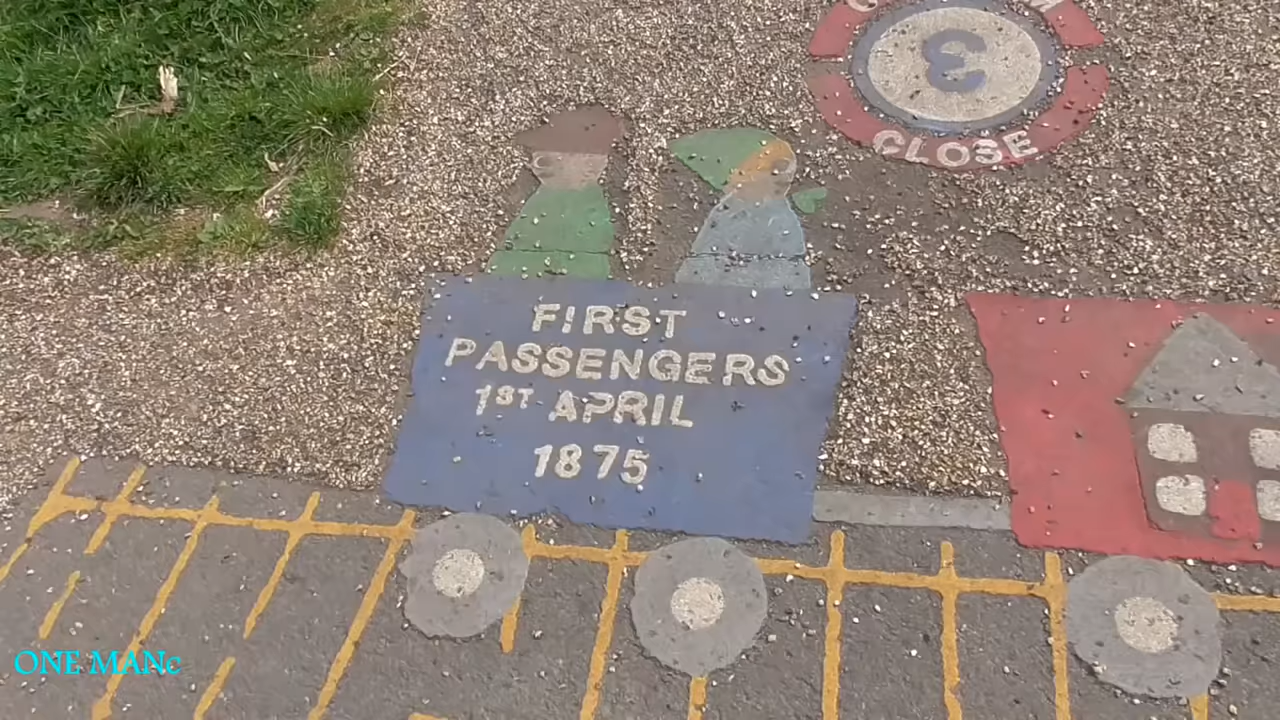 3
CLOSE
FIRST
PASSENGERS
1ST APRIL
1875
ONE MANc